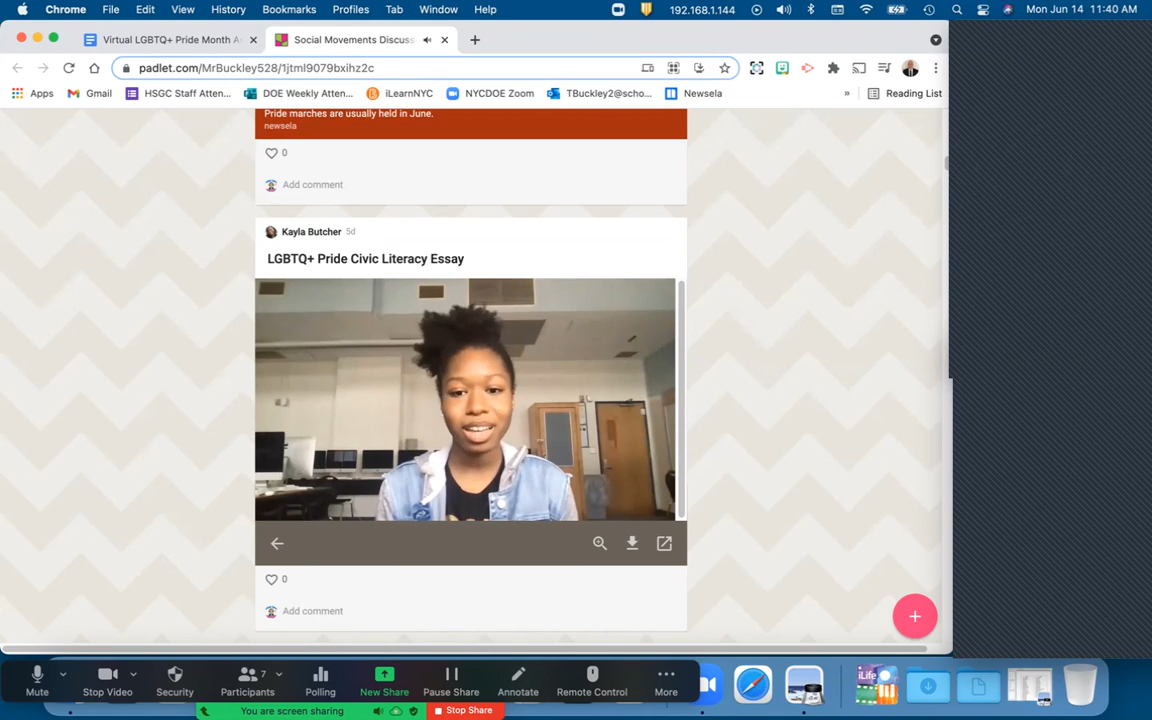 Chrome File Edit View History Bookmarks Profiles Tab Window Help 192.168.1.144 Mon Jun 14 11:40 AM
Virtual LGBTQ+ Pride Month A Social Movements Discuss
padlet.com/MrBuckley528/1jtml9079bxihz2c
Apps Gmail HSGC Staff Atten... DOE Weekly Atten... iLearnNYC NYCDOE Zoom TBuckley2@scho... Newsela » Reading List
Pride marches are usually held in June.
newsela
0
Add comment
Kayla Butcher 5d
LGBTQ+ Pride Civic Literacy Essay
0
Add comment
Mute Stop Video Security Participants 7 Polling New Share Pause Share Annotate Remote Control More
iLife
You are screen sharing Stop Share